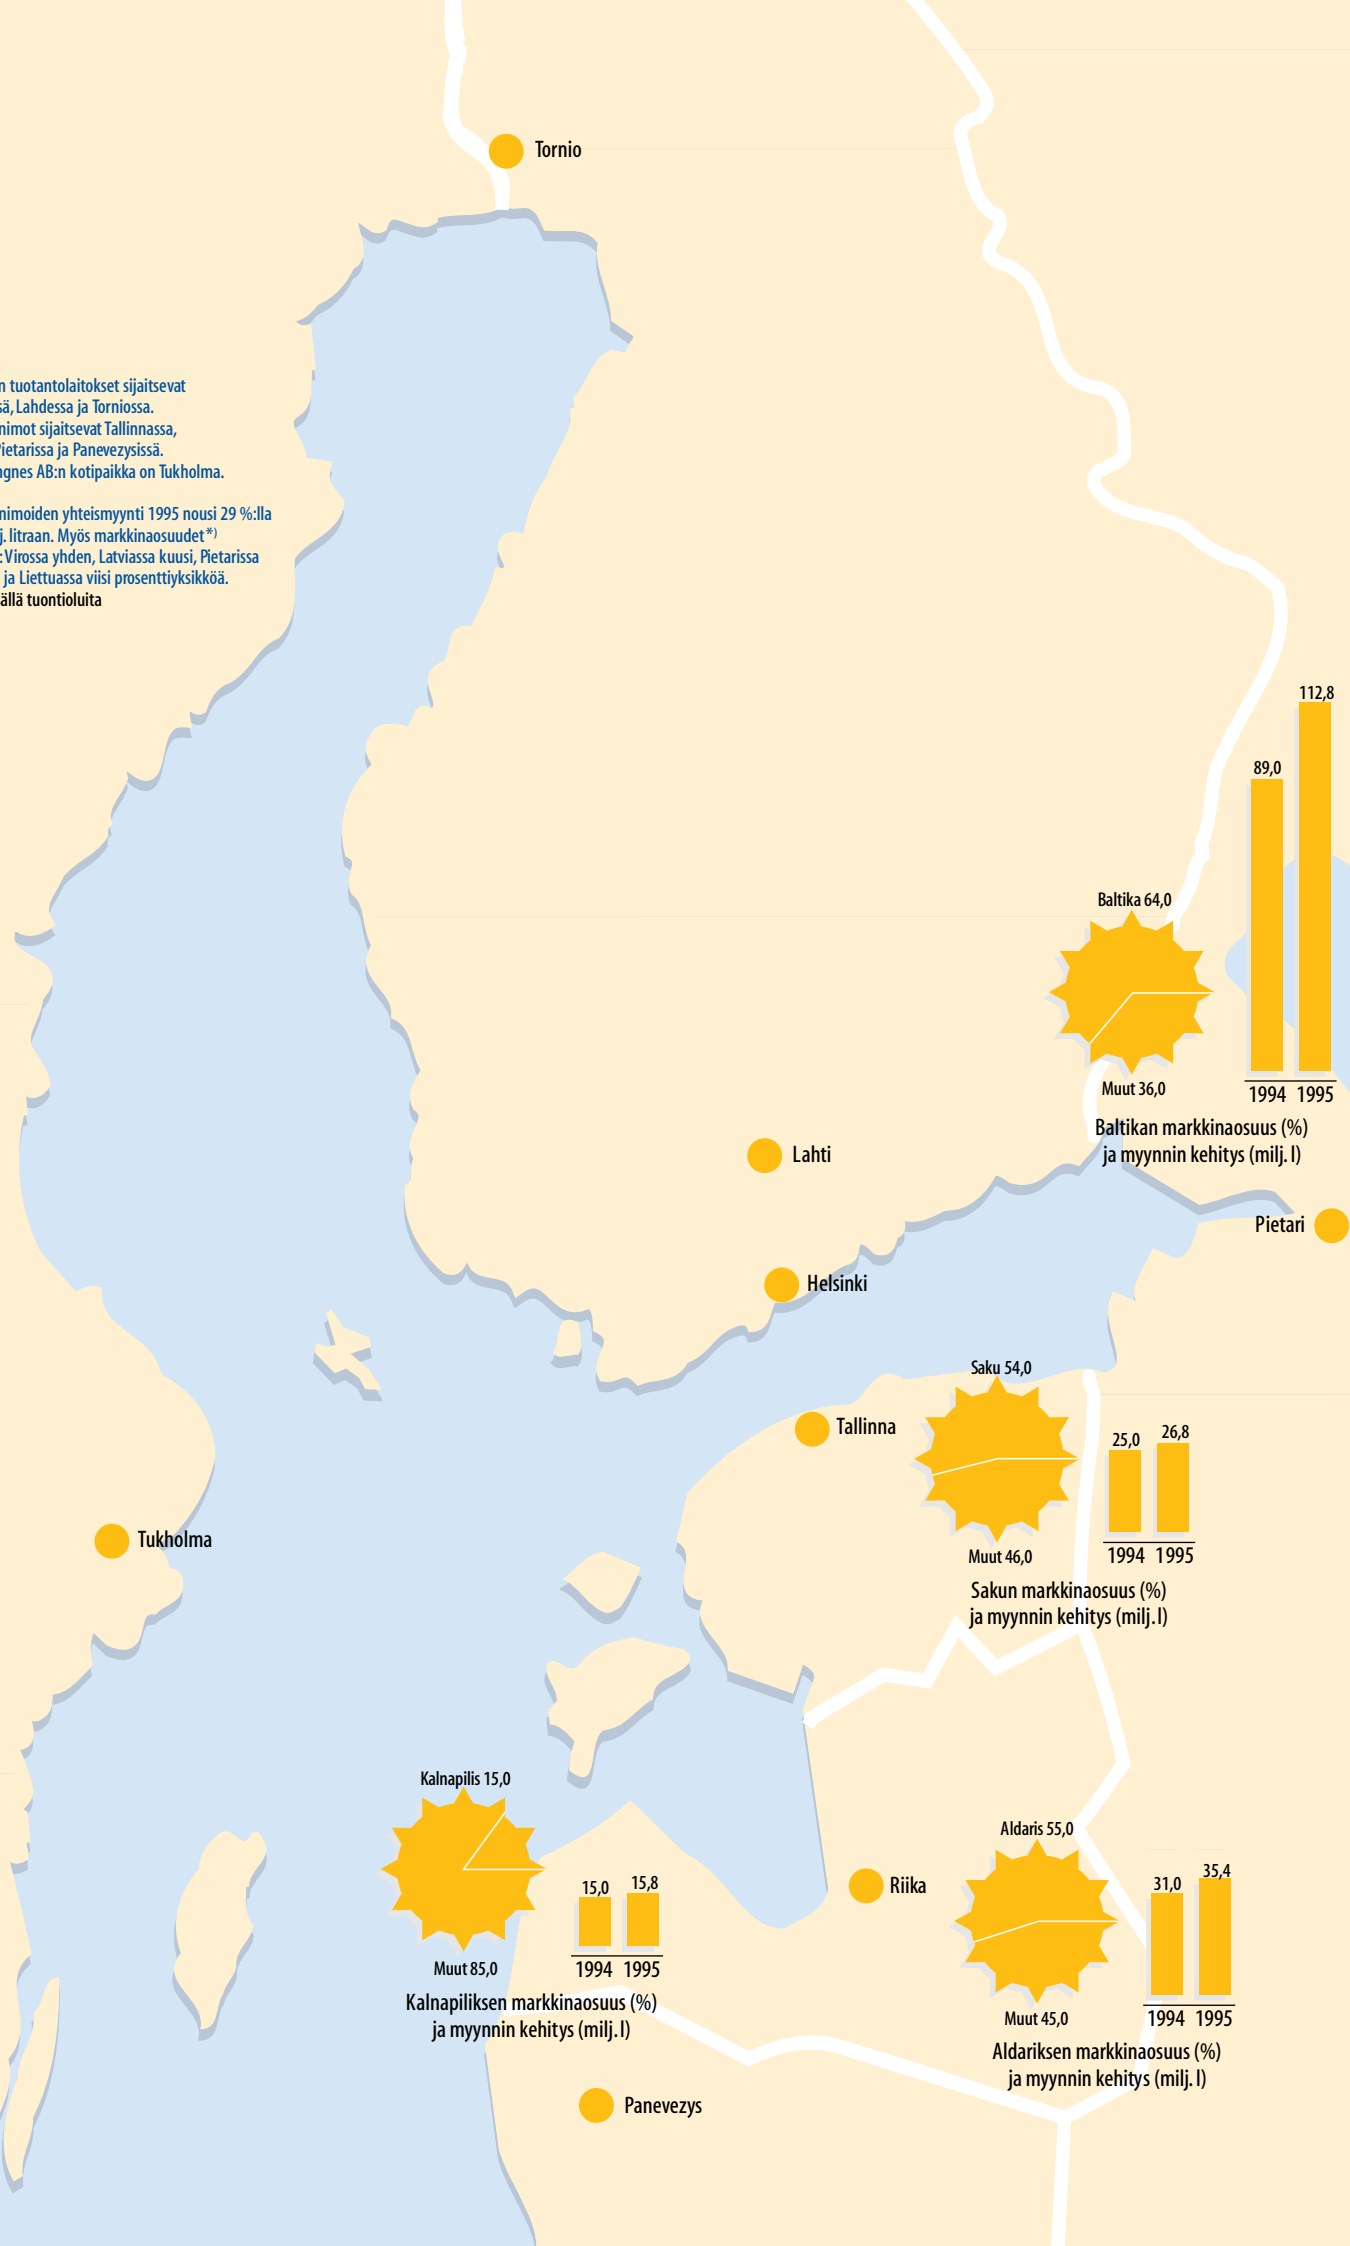 Tornio
n tuotantolaitokset sijaitsevat
sä, Lahdessa ja Torniossa.
nimot sijaitsevat Tallinnassa,
Pietarissa ja Panevezysissä.
ngnes AB:n kotipaikka on Tukholma.
nimoiden yhteismyynti 1995 nousi 29 %:lla
j. litraan. Myös markkinaosuudet*)
: Virossa yhden, Latviassa kuusi, Pietarissa
ja Liettuassa viisi prosenttiyksikköä.
ällä tuontioluita
112,8
89,0
Baltika 64,0
Muut 36,0
1994 1995
Baltikan markkinaosuus (%)
ja myynnin kehitys (milj. l)
Lahti
Pietari
Helsinki
Saku 54,0
Tallinna
25,0 26,8
Tukholma
Muut 46,0
1994 1995
Sakun markkinaosuus (%)
ja myynnin kehitys (milj. l)
Kalnapilis 15,0
15,0 15,8
Muut 85,0
1994 1995
Kalnapiliksen markkinaosuus (%)
ja myynnin kehitys (milj. l)
Riika
Aldaris 55,0
31,0 35,4
Muut 45,0
1994 1995
Aldariksen markkinaosuus (%)
ja myynnin kehitys (milj. l)
Panevezys